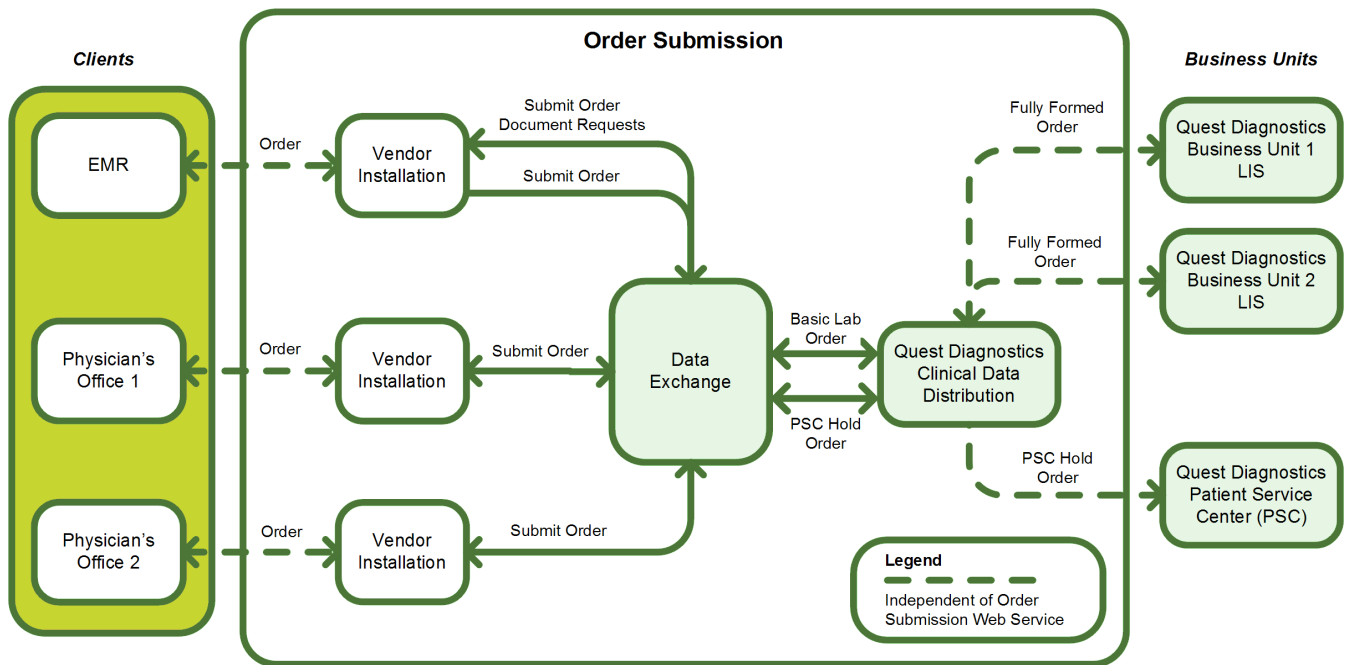 Order Submission
Clients
Business Units
EMR
Order
Vendor
Installation
Submit Order
Document Requests
Submit Order
Fully Formed
Order
Quest Diagnostics
Business Unit 1
LIS
Fully Formed
Order
Quest Diagnostics
Business Unit 2
LIS
Physician’s
Office 1
Order
Vendor
Installation
Submit Order
Data
Exchange
Basic Lab
Order
PSC Hold
Order
Quest Diagnostics
Clinical Data
Distribution
PSC Hold
Order
Quest Diagnostics
Patient Service
Center (PSC)
Physician’s
Office 2
Order
Vendor
Installation
Submit Order
Legend
Independent of Order
Submission Web Service